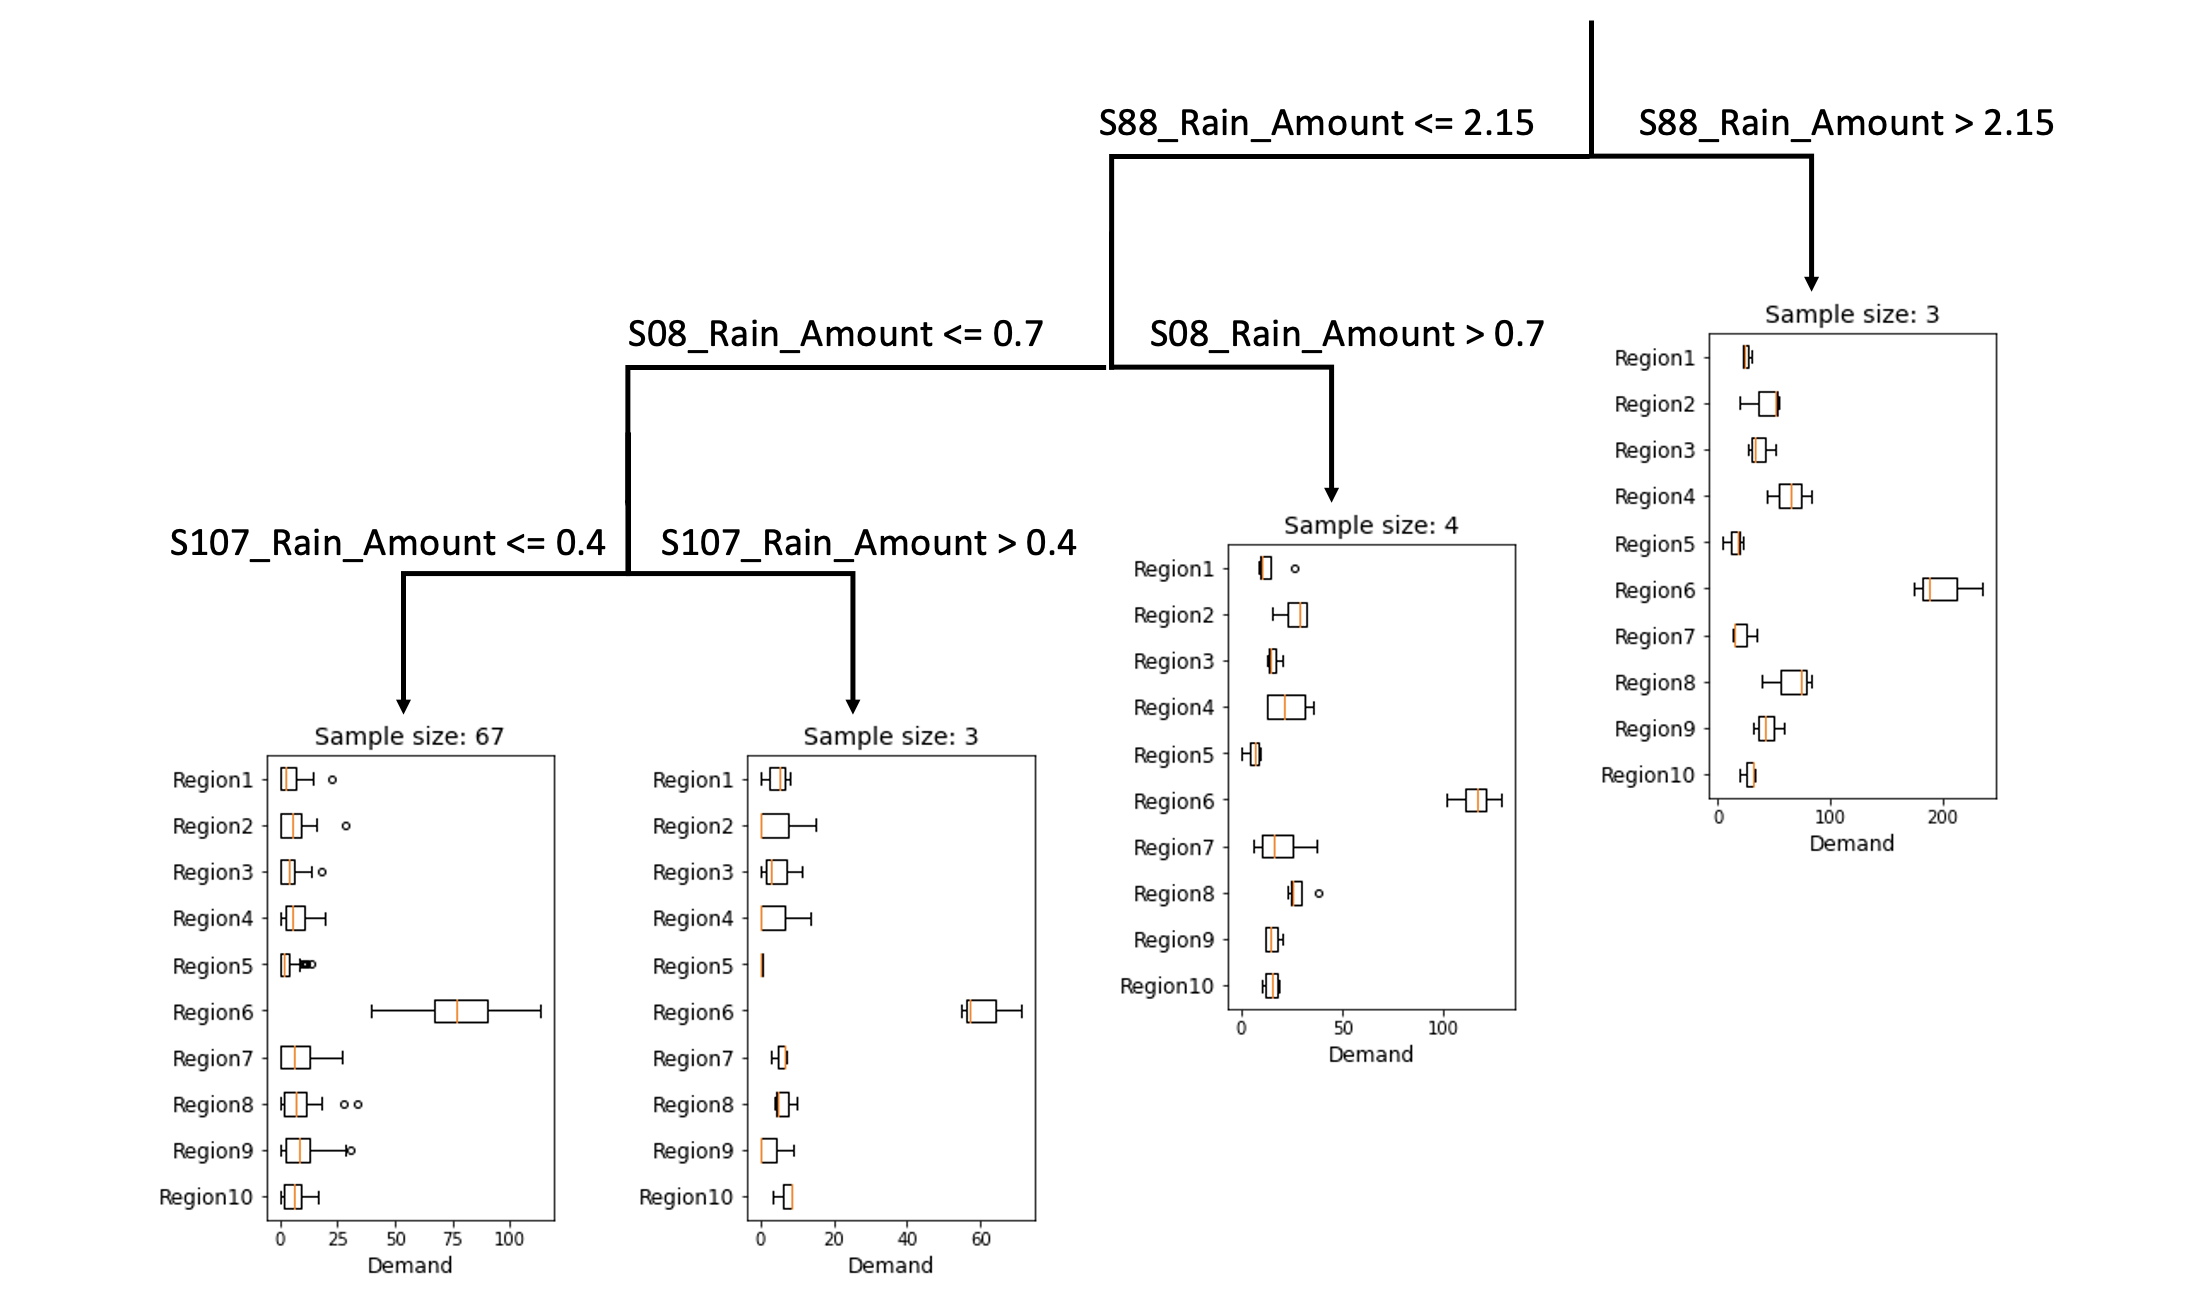 S88_Rain_Amount <= 2.15
S88_Rain_Amount > 2.15
S08_Rain_Amount <= 0.7
S08_Rain_Amount > 0.7
S107_Rain_Amount <= 0.4
S107_Rain_Amount > 0.4
Sample size: 67
Region1
Region2
Region3
Region4
Region5
Region6
Region7
Region8
Region9
Region10
0 25 50 75 100
Demand
Sample size: 3
Region1
Region2
Region3
Region4
Region5
Region6
Region7
Region8
Region9
Region10
0 20 40 60
Demand
Sample size: 4
Region1
Region2
Region3
Region4
Region5
Region6
Region7
Region8
Region9
Region10
0 50 100
Demand
Sample size: 3
Region1
Region2
Region3
Region4
Region5
Region6
Region7
Region8
Region9
Region10
0 100 200
Demand